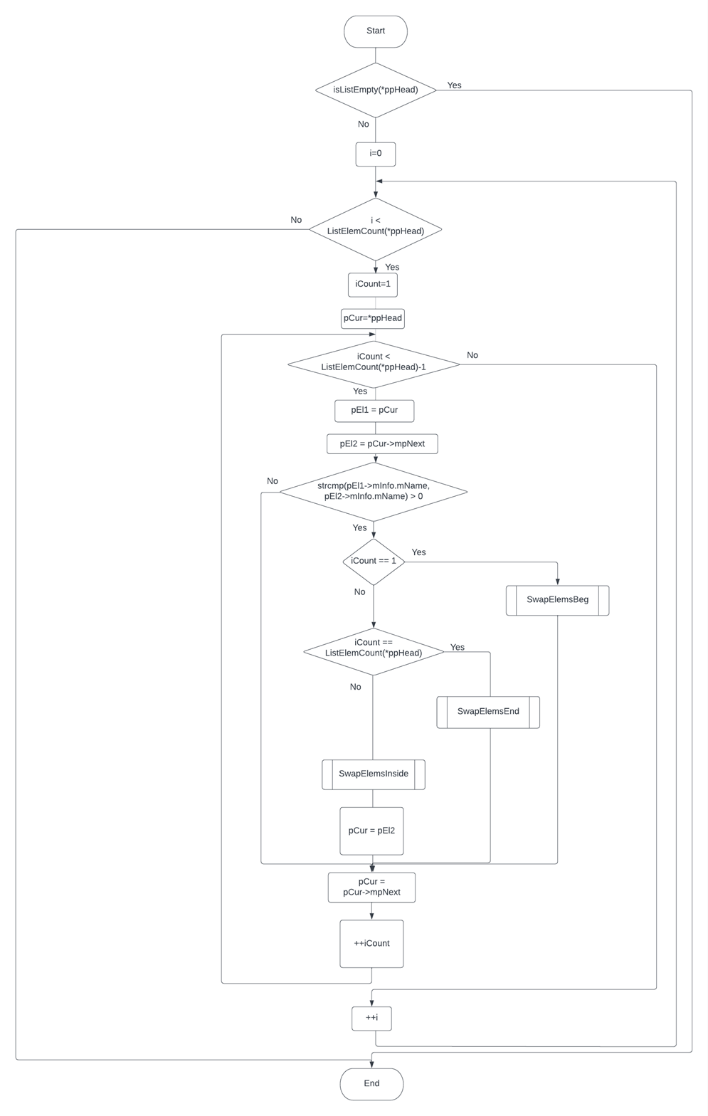 Start
isListEmpty(*ppHead)
Yes
No
i=0
No
i <
ListElemCount(*ppHead)
Yes
iCount=1
pCur=*ppHead
iCount <
ListElemCount(*ppHead)-1
No
Yes
pEl1 = pCur
pEl2 = pCur->mpNext
No
strcmp(pEl1->mInfo.mName,
pEl2->mInfo.mName) > 0
Yes
iCount == 1
Yes
No
SwapElemsBeg
iCount ==
ListElemCount(*ppHead)
Yes
No
SwapElemsEnd
SwapElemsInside
pCur = pEl2
pCur =
pCur->mpNext
++iCount
++i
End